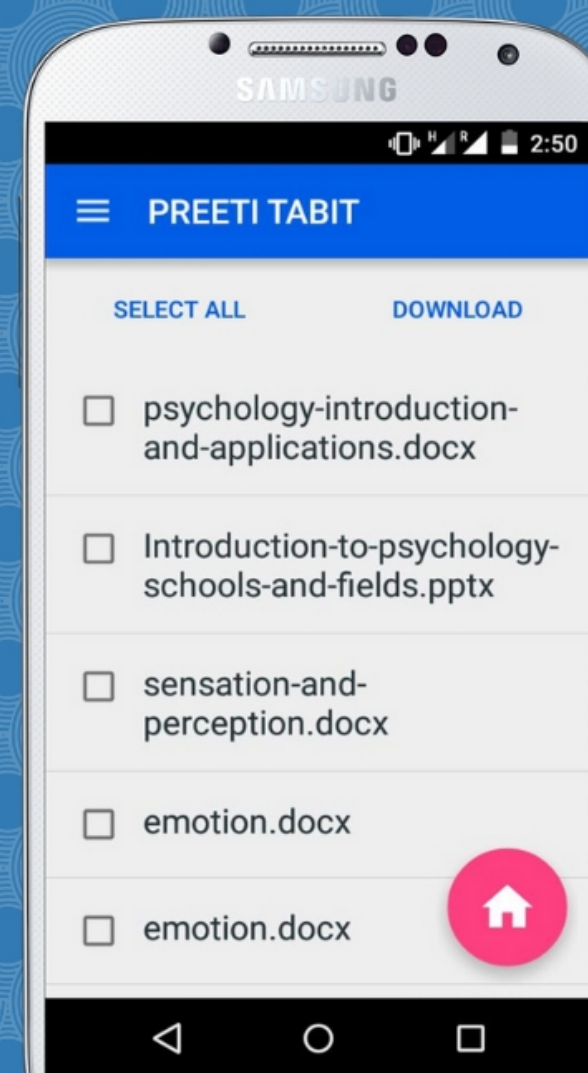 SAMSUNG
H R 2:50
PREETI TABIT
SELECT ALL DOWNLOAD
psychology-introduction-
and-applications.docx
Introduction-to-psychology-
schools-and-fields.pptx
sensation-and-
perception.docx
emotion.docx
emotion.docx